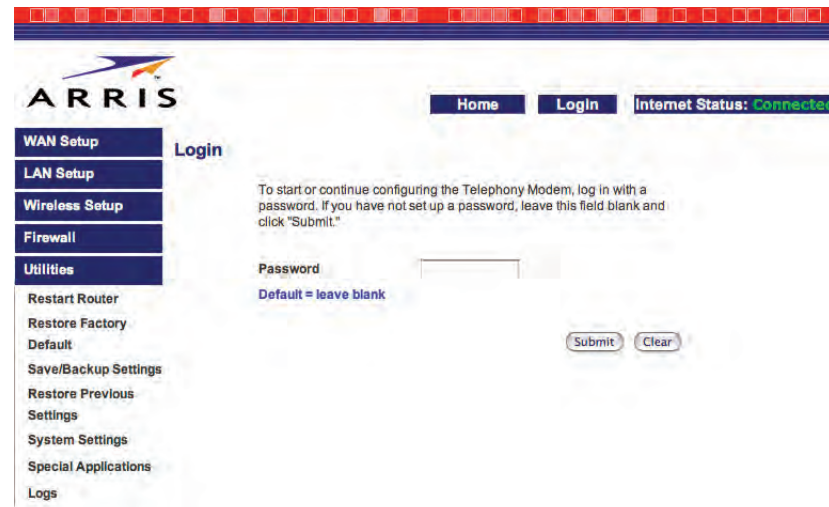 ARRIS
Home
Login
Internet Status: Connected
WAN Setup
LAN Setup
Wireless Setup
Firewall
Utilities
Restart Router
Restore Factory
Default
Save/Backup Settings
Restore Previous
Settings
System Settings
Special Applications
Logs
Login
To start or continue configuring the Telephony Modem, log in with a
password. If you have not set up a password, leave this field blank and
click "Submit."
Password
Default = leave blank
Submit
Clear